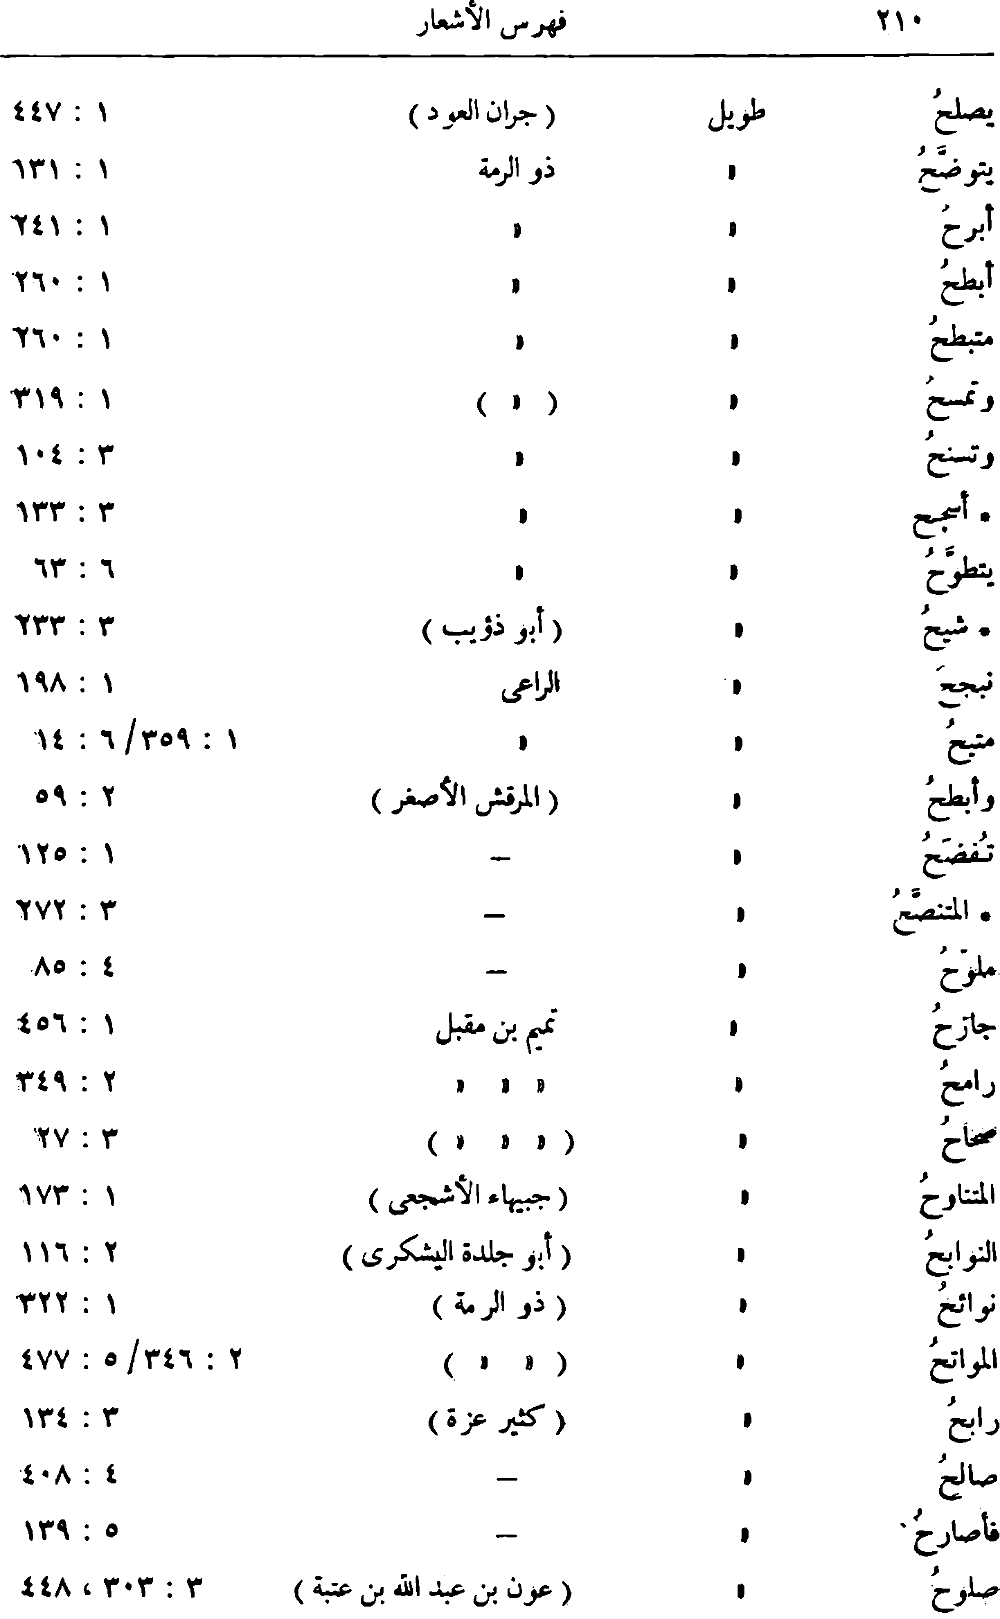 ٢١٠ فهرس الأشعار
يصلحُ طويل ( جران العود ) ١ : ٤٤٧
يتوضَّحُ » ذو الرمة ١ : ٦٣١
أبرحُ » » ١ : ٢٤١
أبطحُ » » ١ : ٢٦٠
متبطحُ » » ١ : ٢٦٠
وتمسحُ » ( » ) ١ : ٣١٩
وتسنحُ » » ٣ : ١٠٤
* أسجح » » ٣ : ١٣٣
يتطوَّحُ » » ٦ : ٦٣
* شيحُ » ( أبو ذؤيب ) ٣ : ٢٣٣
نبجحَ » الراعى ١ : ١٩٨
متيحُ » » ١ : ٣٥٩/ ٦ : ١٤
وأبطحُ » ( المرقش الأصغر ) ٢ : ٥٩
تُفضَحُ » – ١ : ١٢٥
* المتنصَّحُ » – ٣ : ٢٧٢
ملوّحُ » – ٤ : ٨٥
جازحُ » تميم بن مقبل ١ : ٤٥٦
رامحُ » » » » ٢ : ٣٤٩
صحاحُ » ( » » » ) ٣ : ٢٧
المتناوحُ » ( جبيهاء الأشجعى ) ١ : ١٧٣
النوابحُ » ( أبو جلدة اليشكرى ) ٢ : ١١٦
نوائحُ » ( ذو الرمة ) ١ : ٣٢٢
المواتحُ » ( » » ) ٢ : ٣٤٦/ ٥ : ٤٧٧
رابحُ » ( كثير عزة ) ٣ : ١٣٤
صالحُ » – ٤ : ٤٠٨
فأصارحُ » – ٥ : ١٣٩
صلوحُ » ( عون بن عبد الله بن عتبة ) ٣ : ٣٠٣ ، ٤٤٨